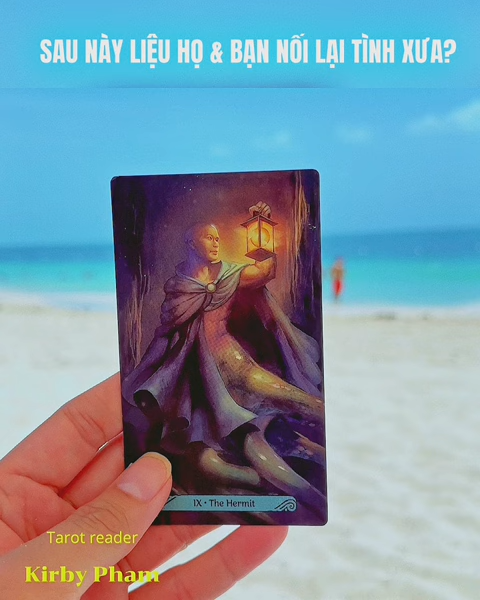 SAU NÀY LIỆU HỌ & BẠN NỐI LẠI TÌNH XƯA?
IX • The Hermit
Tarot reader
Kirby Pham